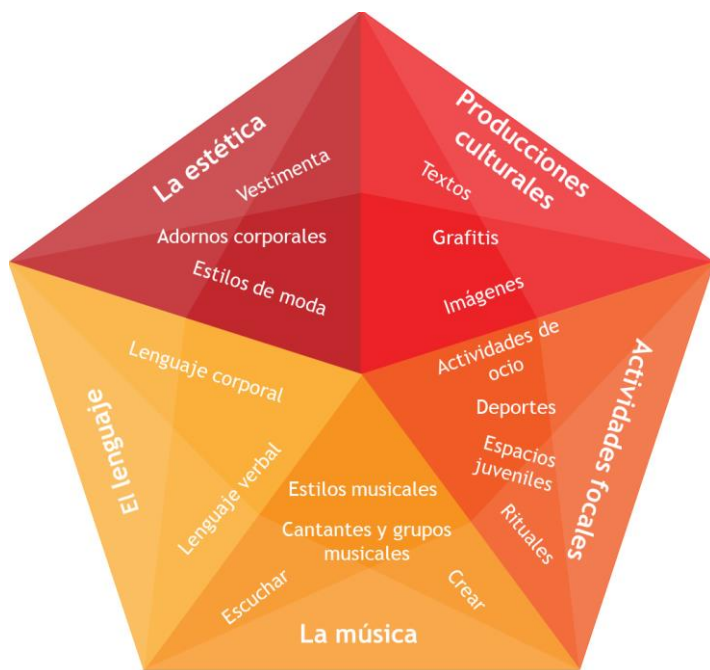 La estética
Vestimenta
Adornos corporales
Estilos de moda
Producciones
culturales
Textos
Grafitis
Imágenes
Actividades focales
Actividades de
ocio
Deportes
Espacios
juveniles
Rituales
El lenguaje
Lenguaje corporal
Lenguaje verbal
Estilos musicales
Cantantes y grupos
musicales
Escuchar
Crear
La música